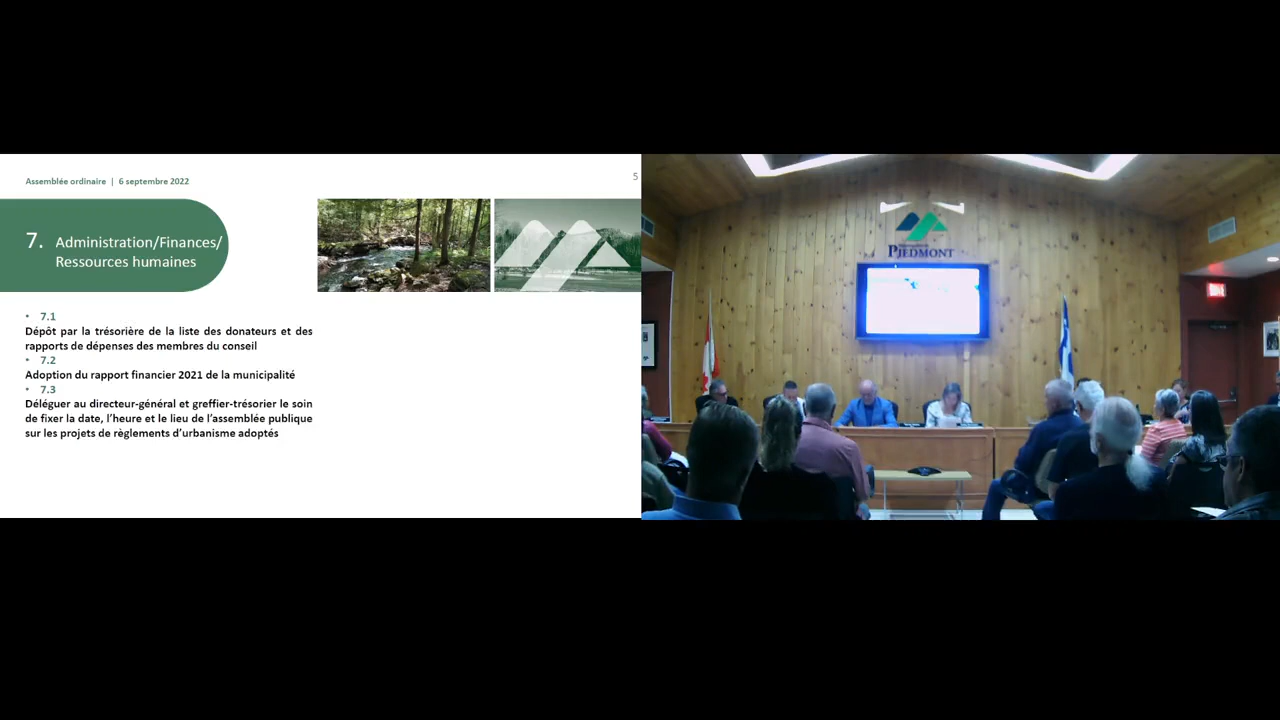 Assemblée ordinaire | 6 septembre 2022
5
7. Administration/Finances/
Ressources humaines
• 7.1
Dépôt par la trésorière de la liste des donateurs et des
rapports de dépenses des membres du conseil
• 7.2
Adoption du rapport financier 2021 de la municipalité
• 7.3
Déléguer au directeur-général et greffier-trésorier le soin
de fixer la date, l'heure et le lieu de l'assemblée publique
sur les projets de règlements d'urbanisme adoptés
PIEDMONT